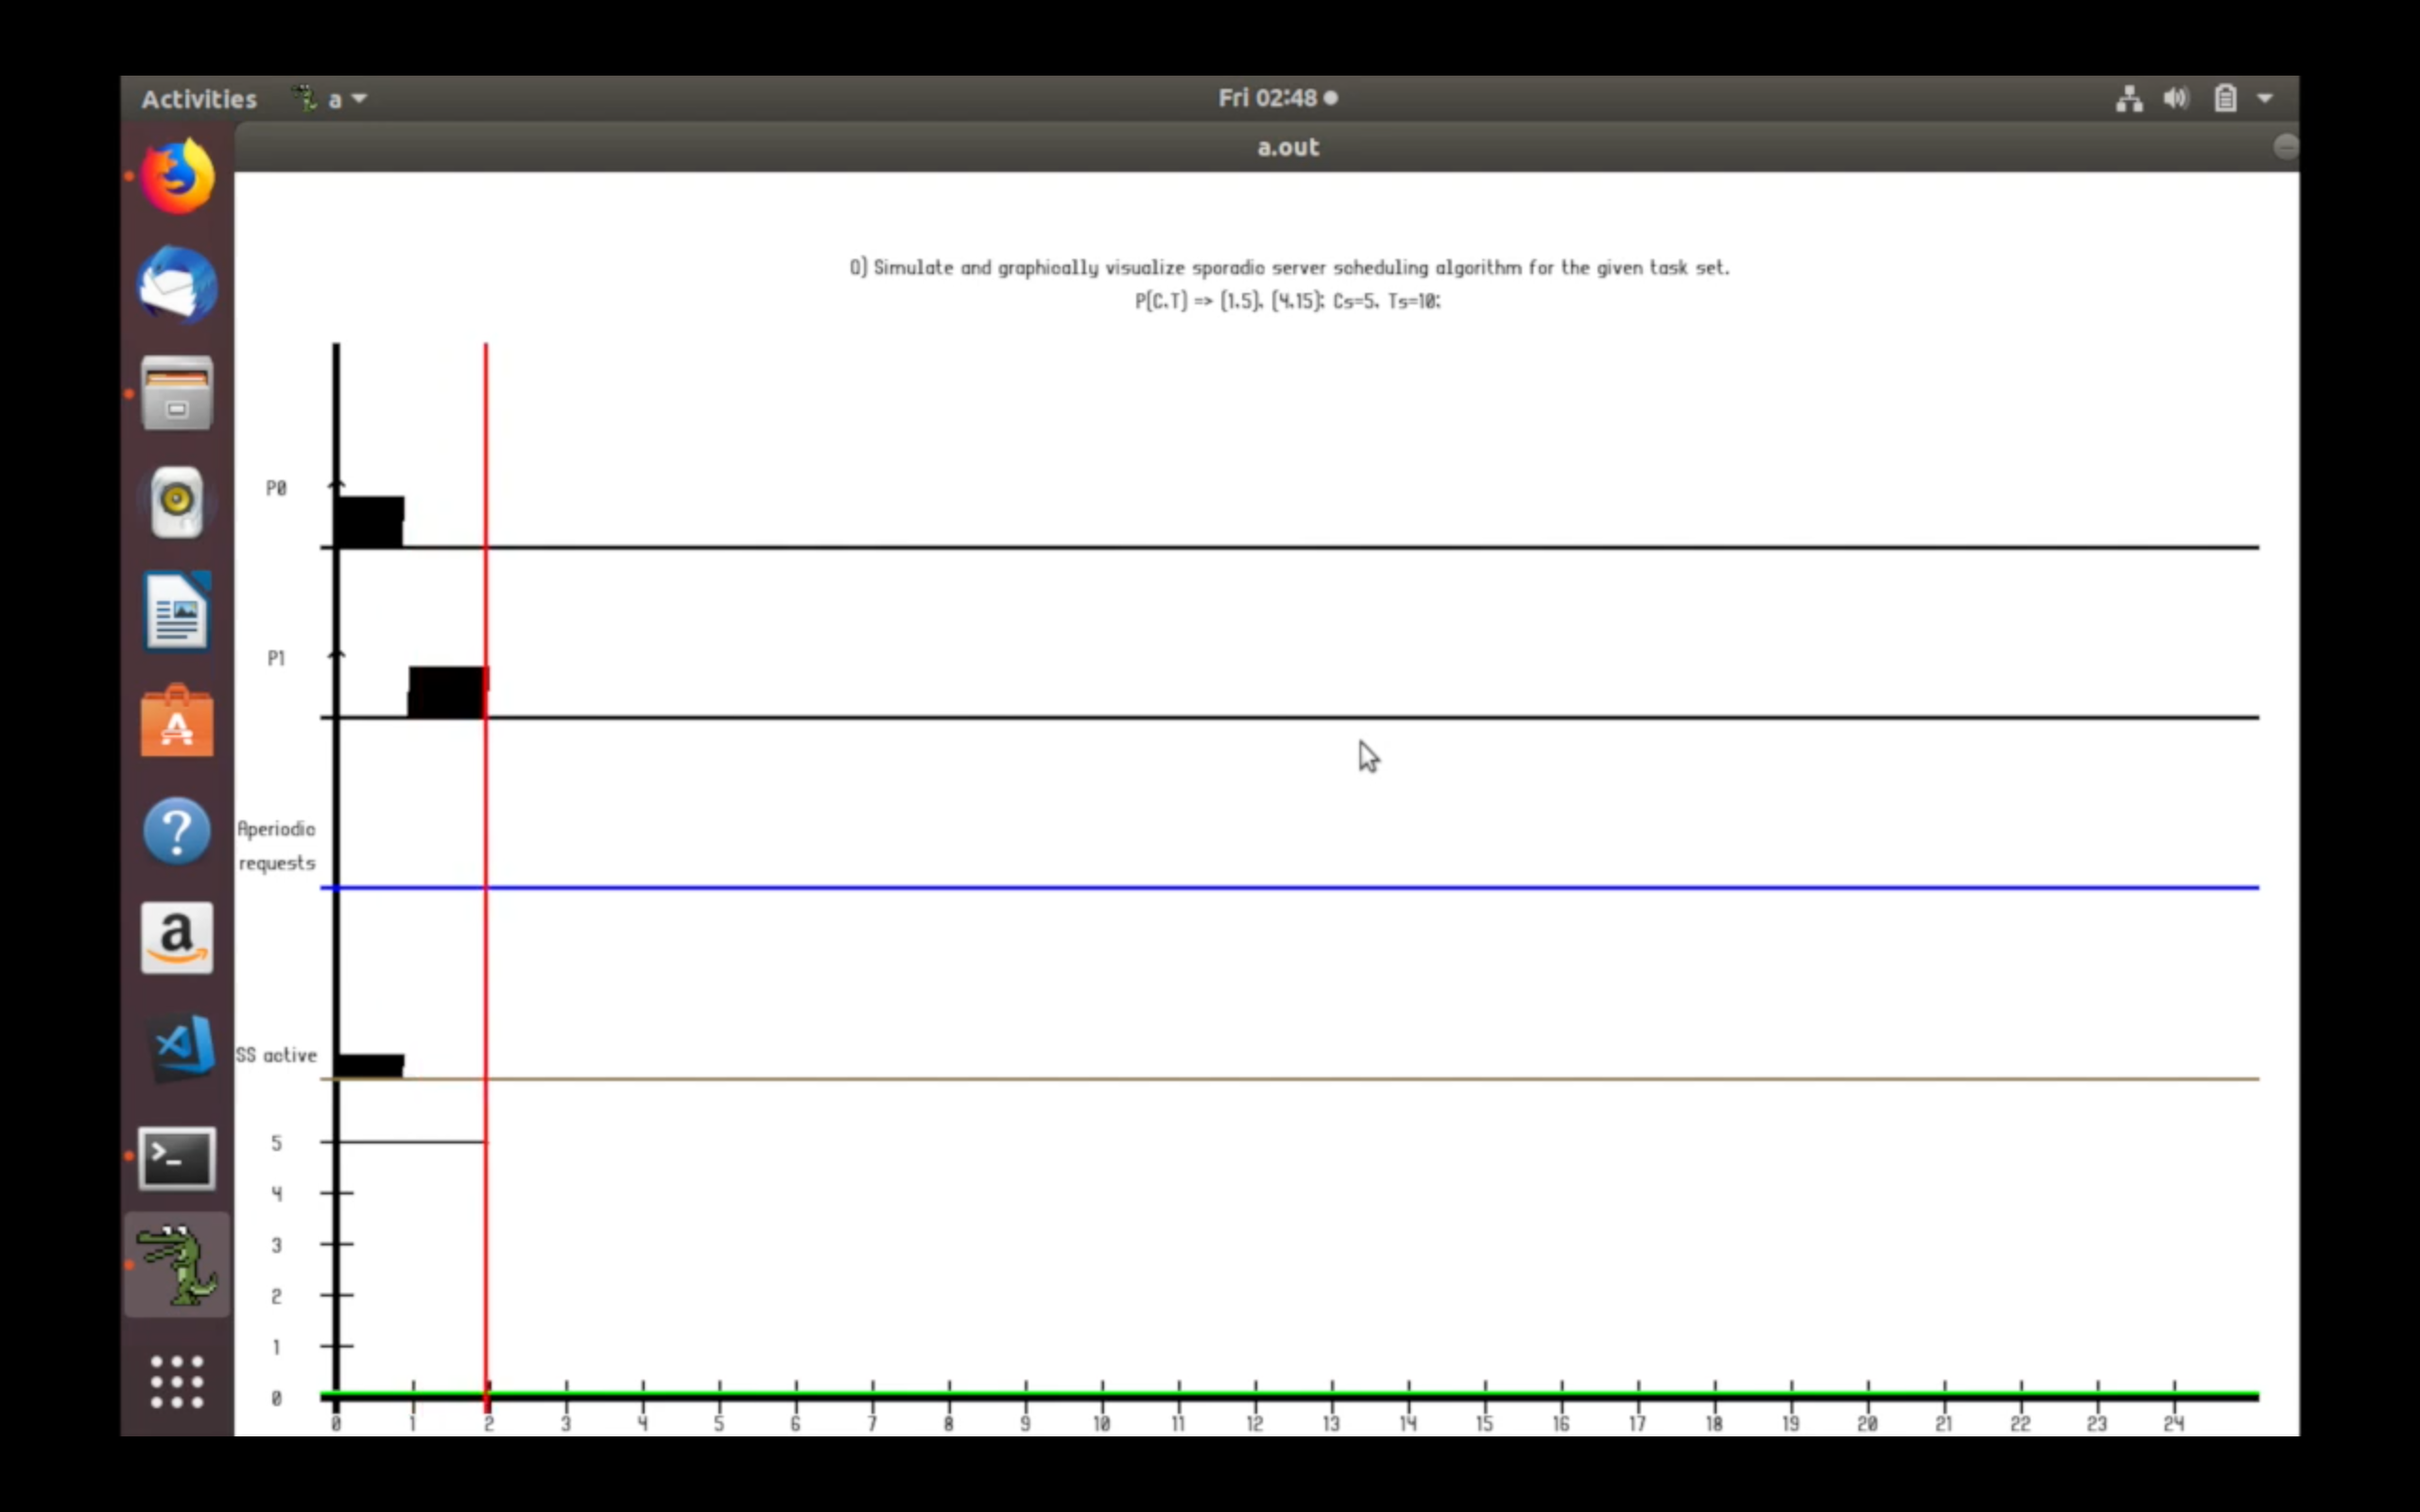 Activities a Fri 02:48
a.out
0) Simulate and graphically visualize sporadic server scheduling algorithm for the given task set.
P(C,T) => (1,5), (4,15); Cs=5, Ts=10;
P0
P1
Aperiodic
requests
SS active
5
4
3
2
1
0
0 1 2 3 4 5 6 7 8 9 10 11 12 13 14 15 16 17 18 19 20 21 22 23 24